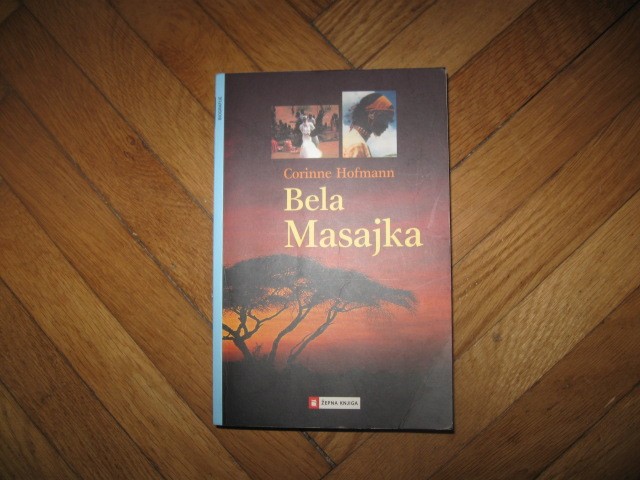 Corinne Hofmann
Bela
Masajka
ŽEPNA KNJIGA